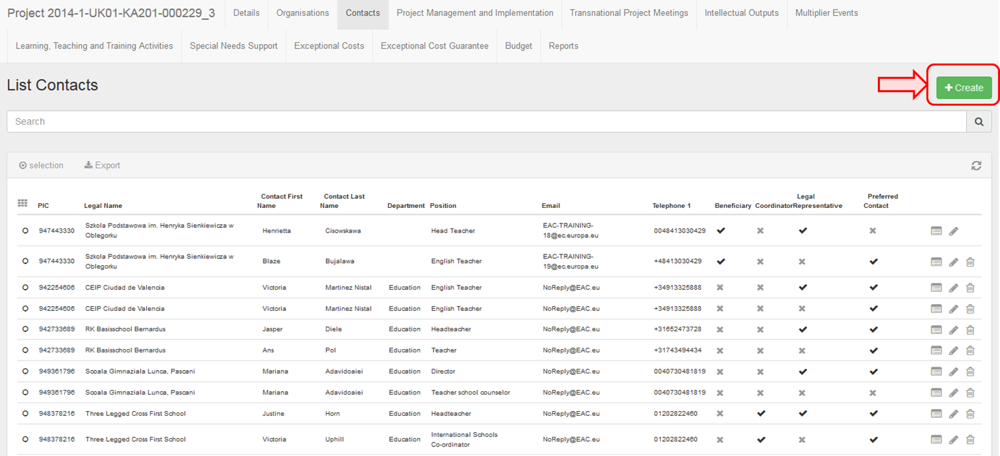 Project 2014-1-UK01-KA201-000229_3 Details Organisations Contacts Project Management and Implementation Transnational Project Meetings Intellectual Outputs Multiplier Events
Learning, Teaching and Training Activities Special Needs Support Exceptional Costs Exceptional Cost Guarantee Budget Reports
List Contacts
Create
Search
selection Export
PIC Legal Name Contact First Name Contact Last Name Department Position Email Telephone 1 Beneficiary Coordinator Legal Representative Preferred Contact
947443330 Szkola Podstawowa im. Henryka Sienkiewicza w Oblegorku Henrietta Cisowskawa Head Teacher EAC-TRAINING-18@ec.europa.eu 0048413030429
947443330 Szkola Podstawowa im. Henryka Sienkiewicza w Oblegorku Blaze Bujalawa English Teacher EAC-TRAINING-19@ec.europa.eu +48413030429
942254606 CEIP Ciudad de Valencia Victoria Martinez Nistal Education English Teacher NoReply@EAC.eu +34913325888
942254606 CEIP Ciudad de Valencia Victoria Martinez Nistal Education English Teacher NoReply@EAC.eu +34913325888
942733689 RK Basisschool Bernardus Jasper Diele Education Headteacher NoReply@EAC.eu +31652473728
942733689 RK Basisschool Bernardus Ans Pol Education Teacher NoReply@EAC.eu +31743494434
949361796 Scoala Gimnaziala Lunca, Pascani Mariana Adavidoaiei Education Director NoReply@EAC.eu 0040730481819
949361796 Scoala Gimnaziala Lunca, Pascani Mariana Adavidoaiei Education Teacher school counselor NoReply@EAC.eu 0040730481819
948378216 Three Legged Cross First School Justine Horn Education Headteacher NoReply@EAC.eu 01202822460
948378216 Three Legged Cross First School Victoria Uphill Education International Schools Co-ordinator NoReply@EAC.eu 01202822460